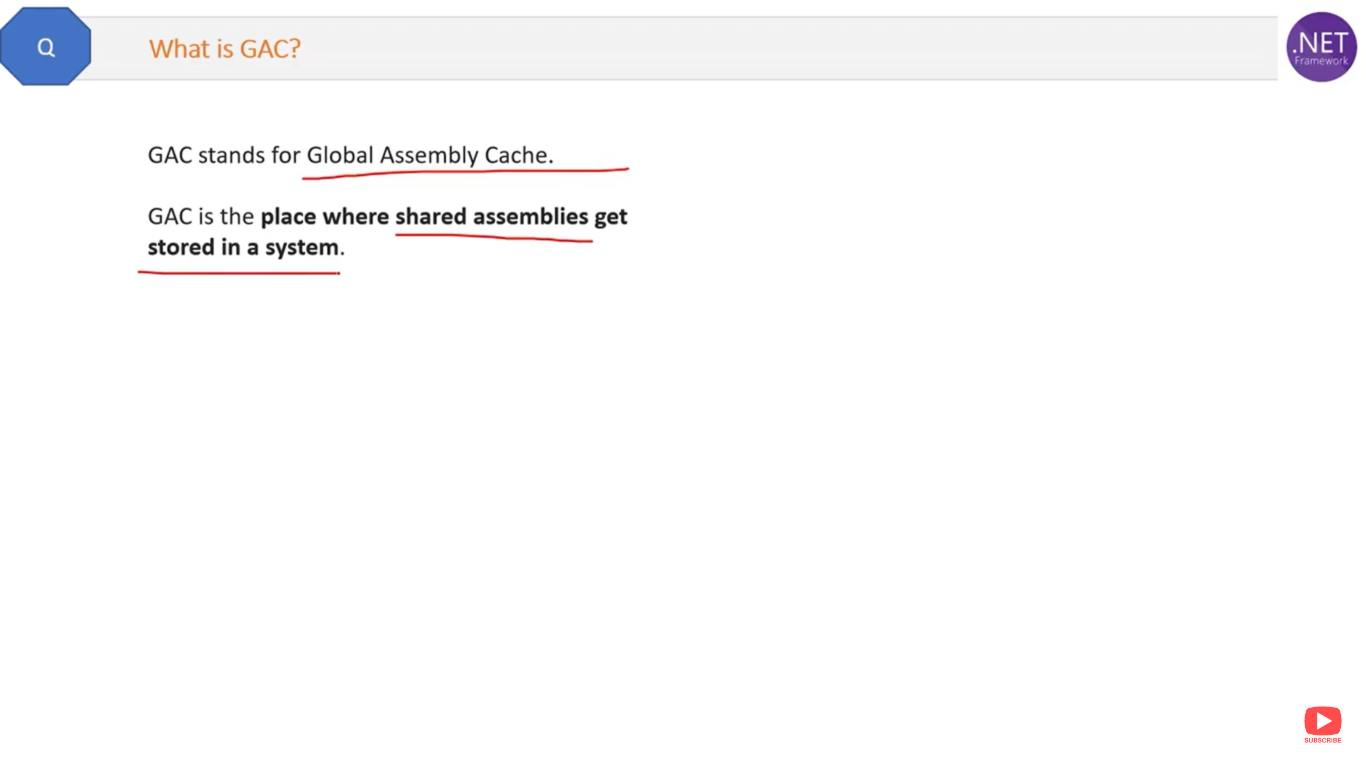 Q
What is GAC?
.NET
Framework
GAC stands for Global Assembly Cache.
GAC is the place where shared assemblies get
stored in a system.
SUBSCRIBE